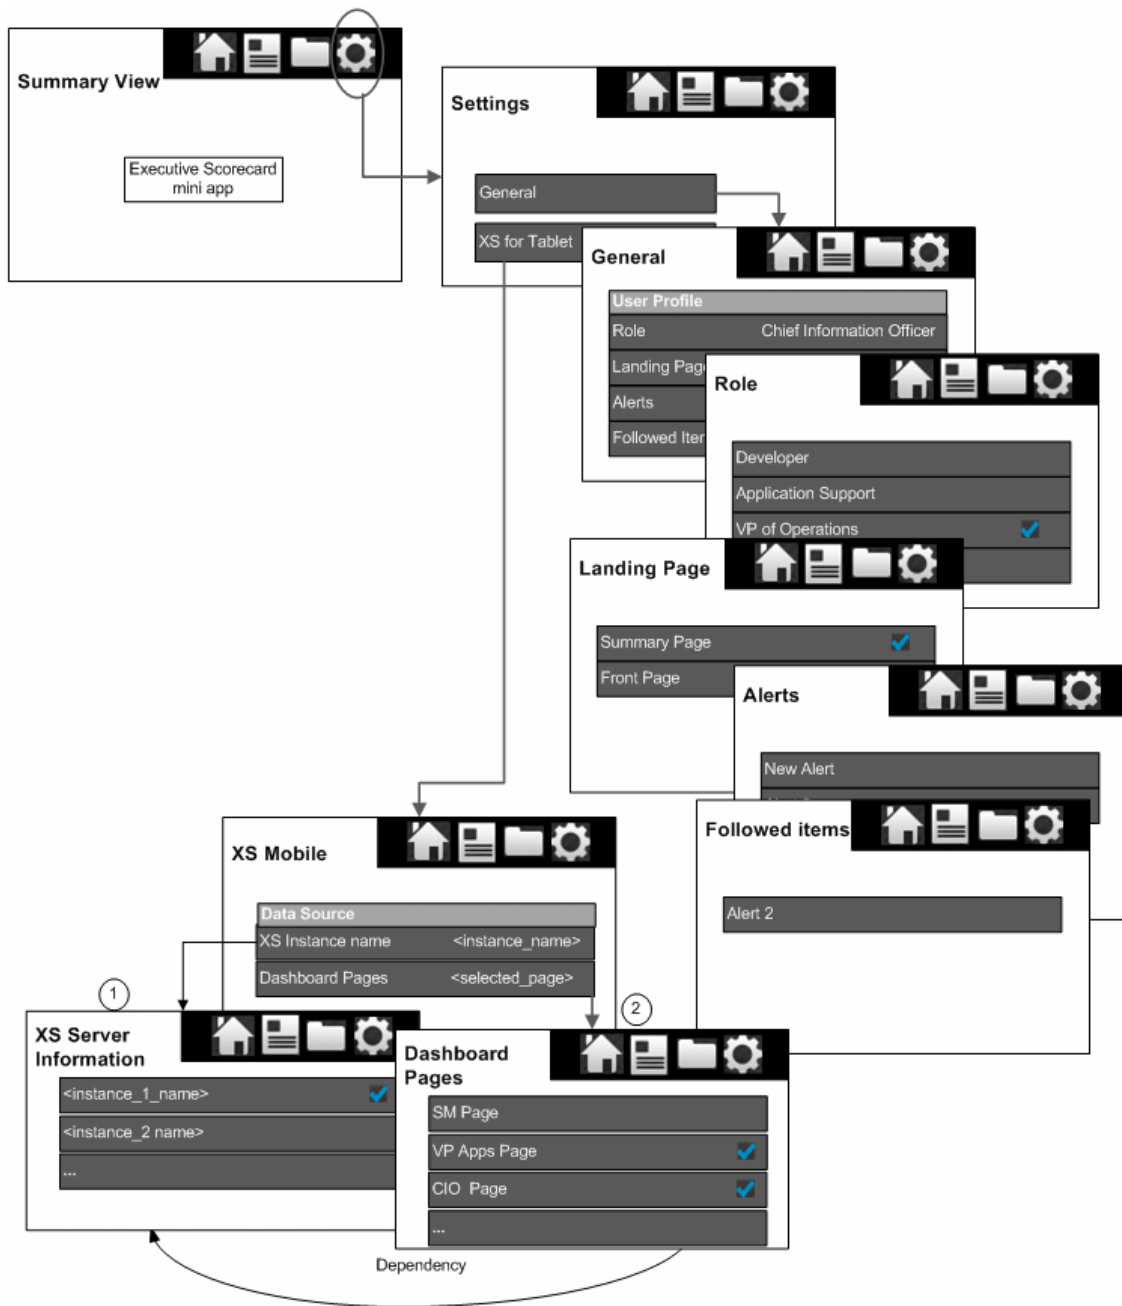 Summary View
Executive Scorecard
mini app
Settings
General
XS for Tablet
General
User Profile
Role Chief Information Officer
Landing Page
Alerts
Followed Iter
Role
Developer
Application Support
VP of Operations
Landing Page
Summary Page
Front Page
Alerts
New Alert
Followed items
Alert 2
XS Mobile
Data Source
XS Instance name <instance_name>
Dashboard Pages <selected_page>
1
2
XS Server
Information
<instance_1_name>
<instance_2 name>
...
Dashboard
Pages
SM Page
VP Apps Page
CIO Page
...
Dependency